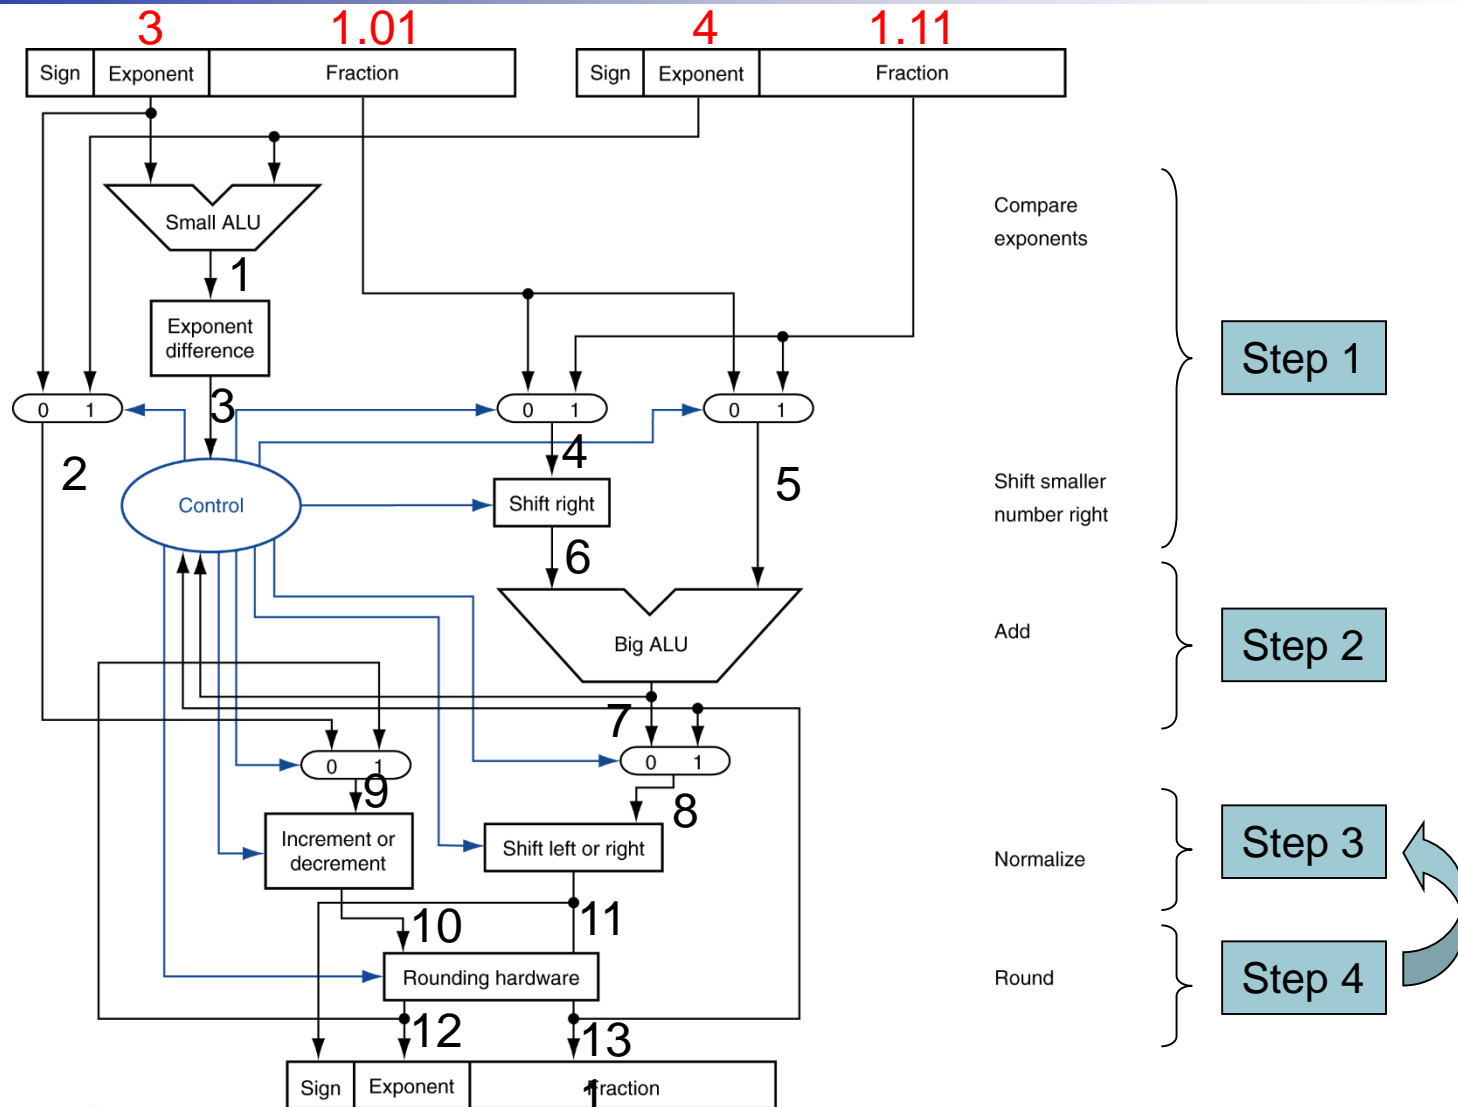 3 1.01 4 1.11
Sign Exponent Fraction Sign Exponent Fraction
Compare
exponents
Small ALU
1
Exponent
difference
Step 1
3
0 1 0 1 0 1
4
2
5
Shift smaller
number right
Control
Shift right
6
Add
Step 2
Big ALU
7
0 1 0 1
9
8
Increment or
decrement
Shift left or right
Normalize
Step 3
10
11
Rounding hardware
Round
Step 4
12
13
Sign Exponent Fraction
1